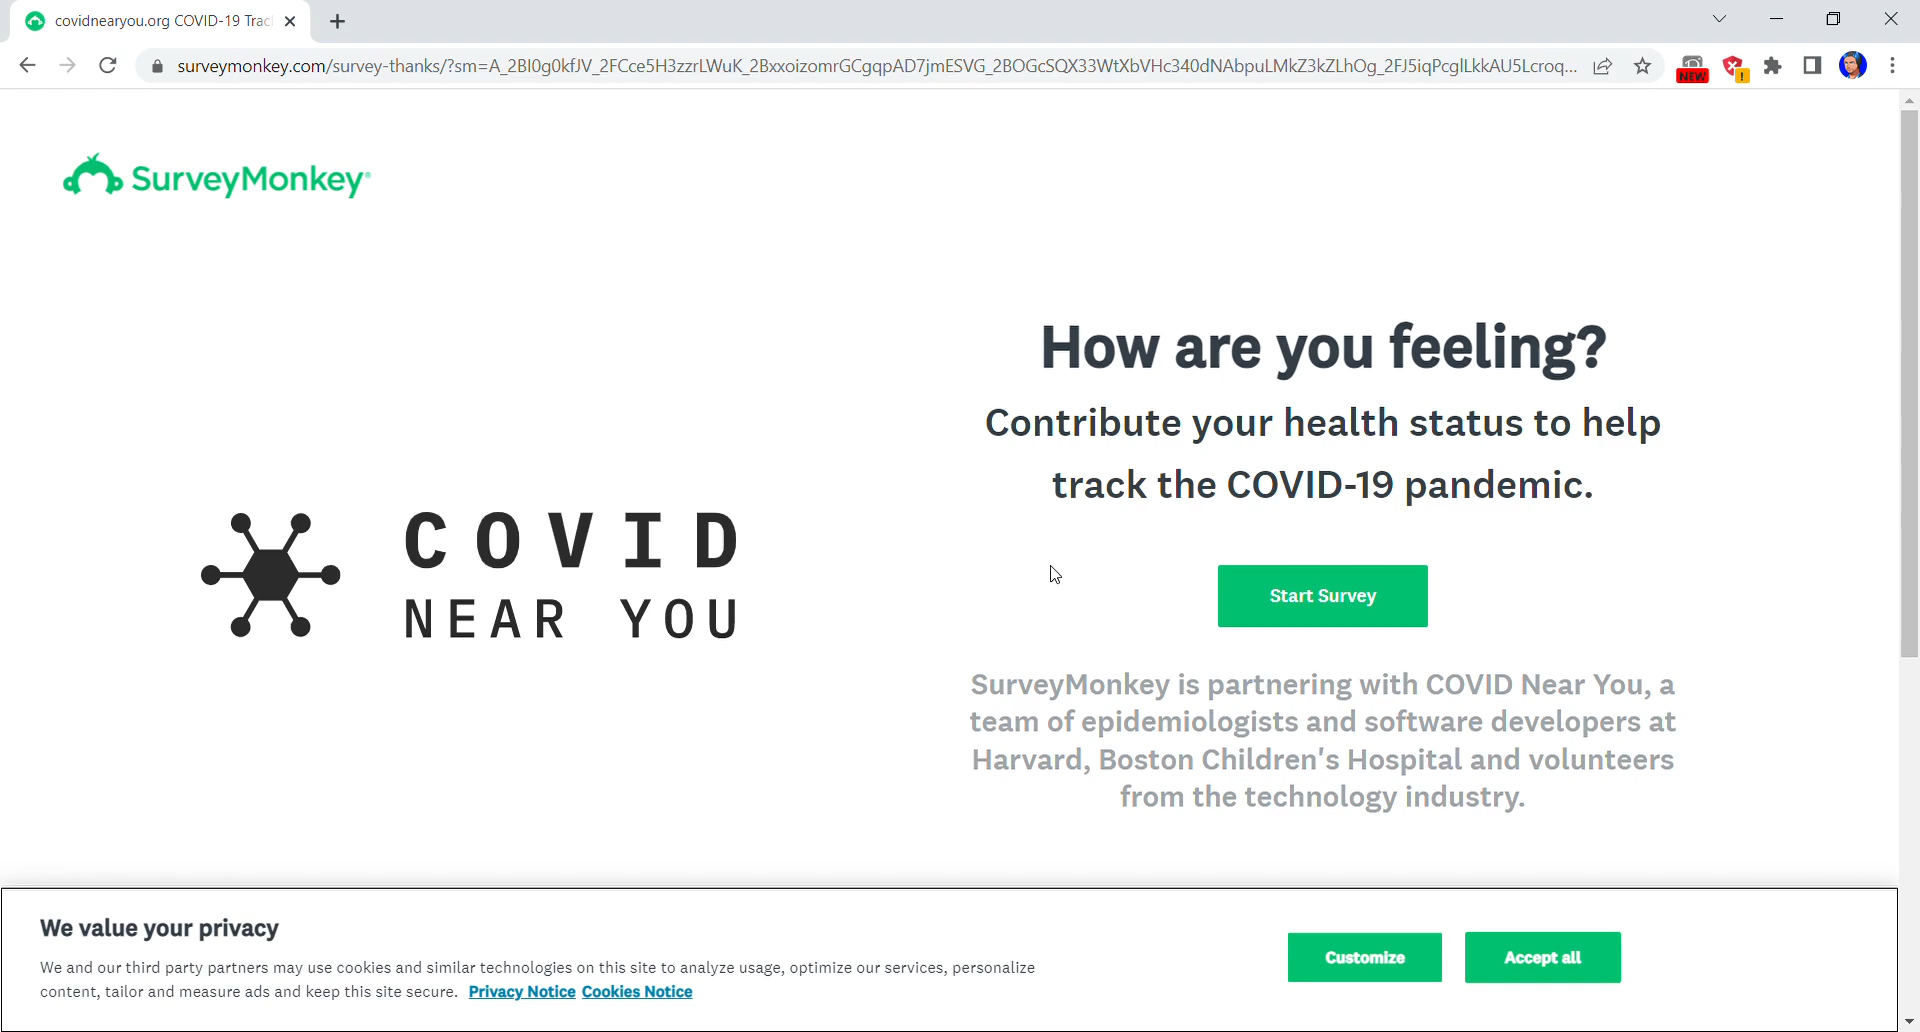 covidnearyou.org COVID-19 Trac
surveymonkey.com/survey-thanks/?sm=A_2BI0g0kfJV_2FCce5H3zzrLWuK_2BxxoizomrGCgqpAD7jmESVG_2BOGcSQX33WtXbVHc340dNAbpuLMkZ3kZLhOg_2FJ5iqPcglLkkAU5Lcroq...
NEW
SurveyMonkey
How are you feeling?
Contribute your health status to help
track the COVID-19 pandemic.
COVID
NEAR YOU
Start Survey
SurveyMonkey is partnering with COVID Near You, a
team of epidemiologists and software developers at
Harvard, Boston Children's Hospital and volunteers
from the technology industry.
We value your privacy
We and our third party partners may use cookies and similar technologies on this site to analyze usage, optimize our services, personalize
content, tailor and measure ads and keep this site secure. Privacy Notice Cookies Notice
Customize
Accept all